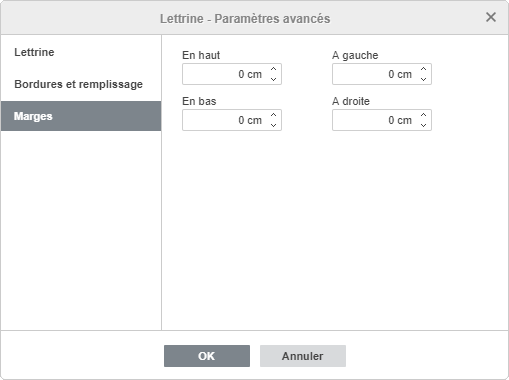 Lettrine - Paramètres avancés
Lettrine
Bordures et remplissage
Marges
En haut
A gauche
0 cm
0 cm
En bas
A droite
0 cm
0 cm
OK
Annuler